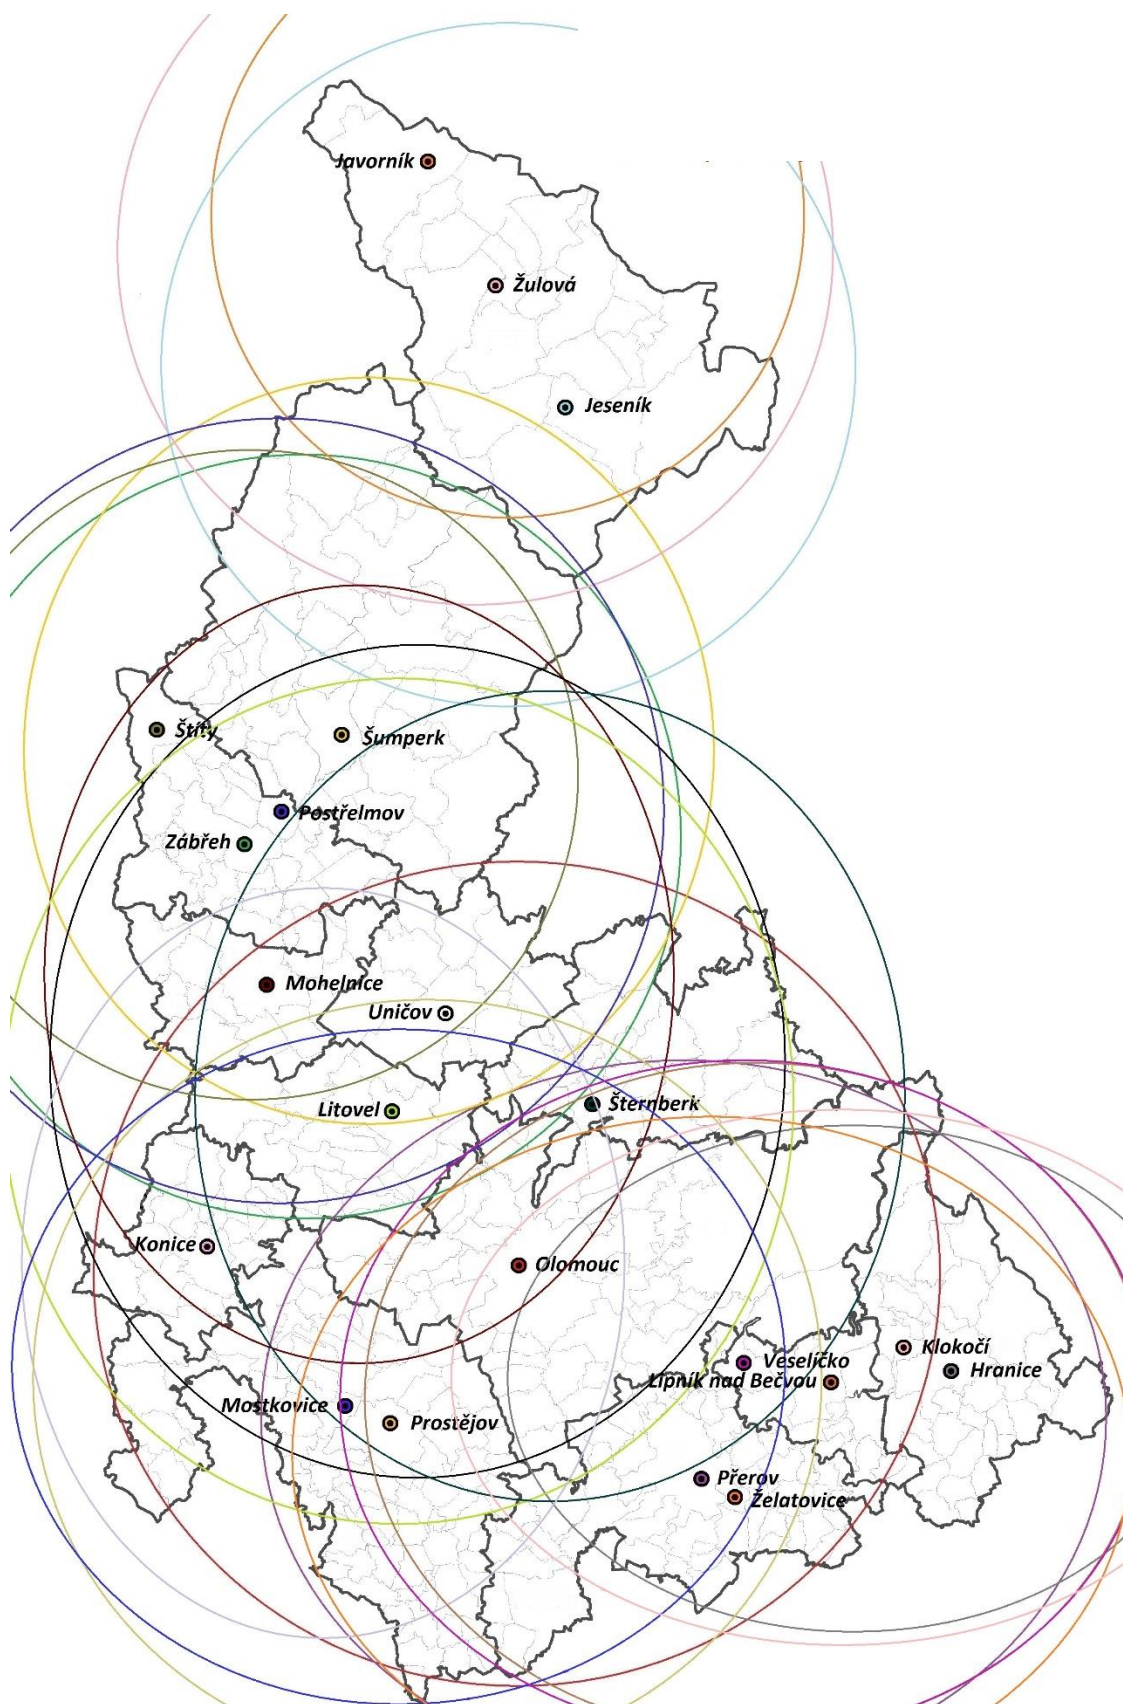 Javorník
Žulová
Jeseník
Štíty
Šumperk
Postřelmov
Zábřeh
Mohelnice
Uničov
Litovel
Šternberk
Konice
Olomouc
Klokočí
Veselíčko
Hranice
Lipník nad Bečvou
Mostkovice
Prostějov
Přerov
Želatovice